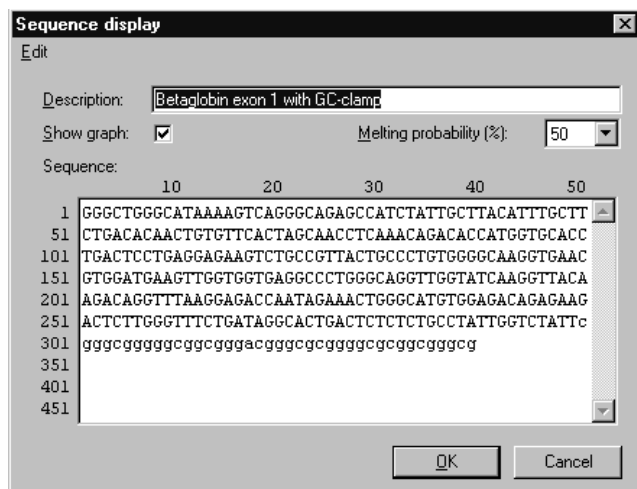 Sequence display
Edit
Description: Betaglobin exon 1 with GC-clamp
Show graph: Melting probability (%): 50
Sequence:
10 20 30 40 50
1 GGGCTGGGCATAAAAGTCAGGGCAGAGCCATCTATTGCTTACATTTGCTT
51 CTGACACAACTGTGTTCACTAGCAACCTCAAACAGACACCATGGTGCACC
101 TGACTCCTGAGGAGAAGTCTGCCGTTACTGCCCTGTGGGGCAAGGTGAAC
151 GTGGATGAAGTTGGTGGTGAGGCCCTGGGCAGGTTGGTATCAAGGTTACA
201 AGACAGGTTTAAGGAGACCAATAGAAACTGGGCATGTGGAGACAGAGAAG
251 ACTCTTGGGTTTCTGATAGGCACTGACTCTCTCTGCCTATTGGTCTATTc
301 gggcgggggcggcgggacgggcgcggggcgcggcgggcg
351
401
451
OK Cancel